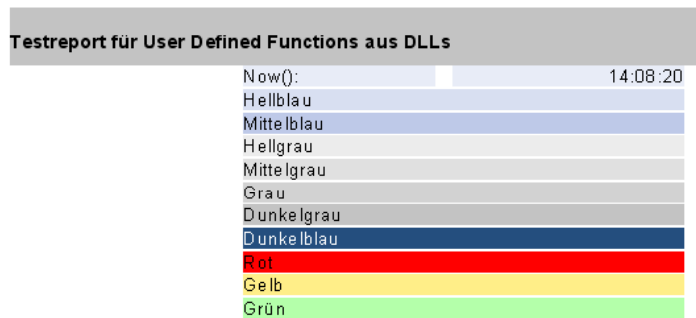 Testreport für User Defined Functions aus DLLs
Now(): 14:08:20
Hellblau
Mittelblau
Hellgrau
Mittelgrau
Grau
Dunkelgrau
Dunkelblau
Rot
Gelb
Grün